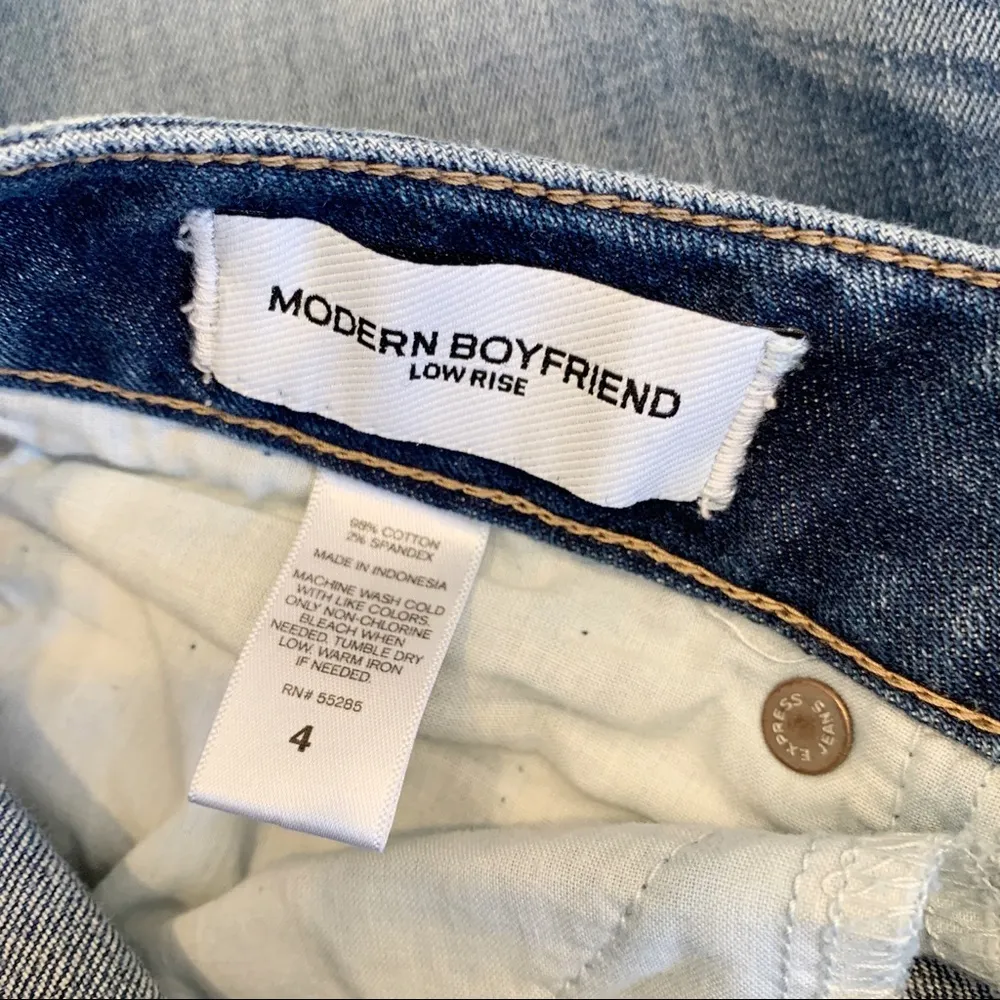 MODERN BOYFRIEND
LOW RISE
98% COTTON
2% SPANDEX
MADE IN INDONESIA
MACHINE WASH COLD
WITH LIKE COLORS.
ONLY NON-CHLORINE
BLEACH WHEN
NEEDED. TUMBLE DRY
LOW. WARM IRON
IF NEEDED.
RN# 55285
4
EXPRESS JEANS